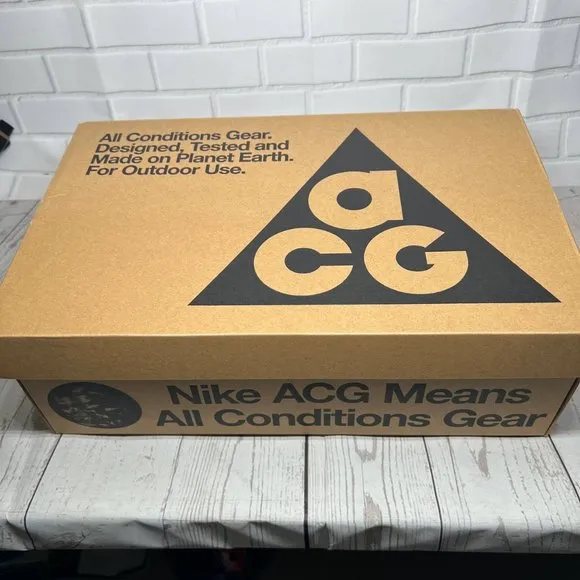 All Conditions Gear.
Designed, Tested and
Made on Planet Earth.
For Outdoor Use.
a
CG
Nike ACG Means
All Conditions Gear